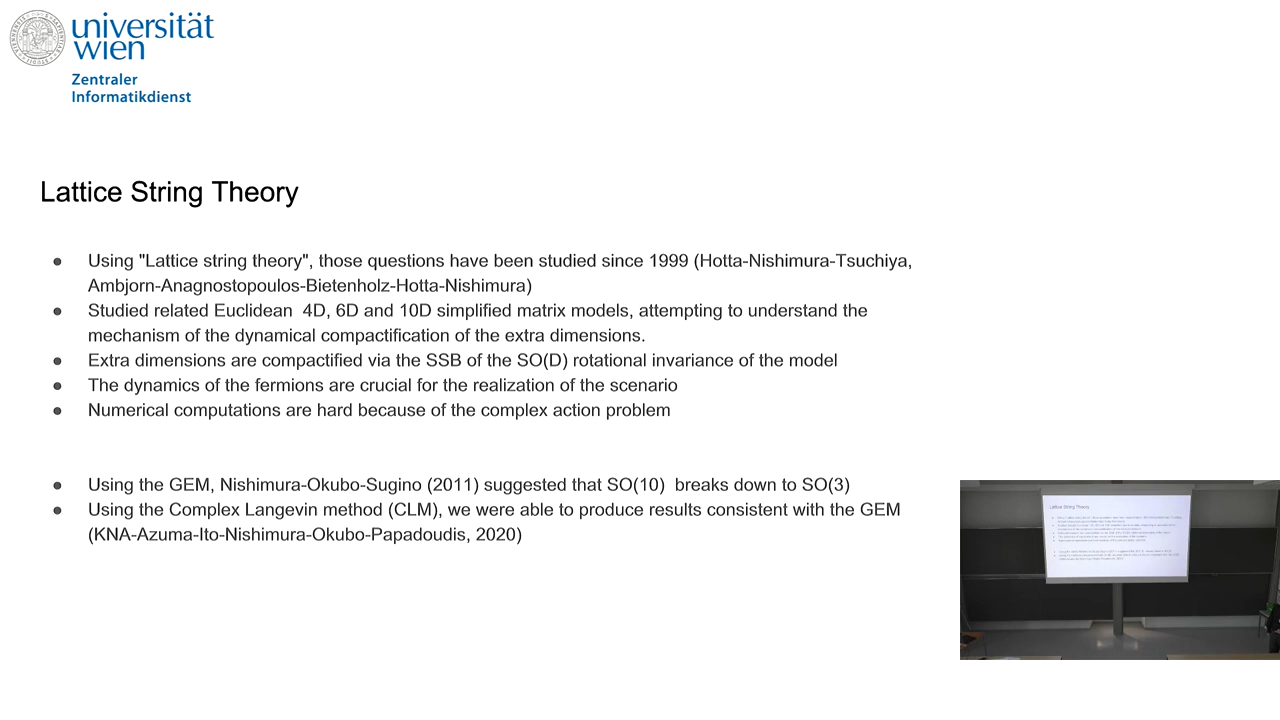 universität
wien
Zentraler
Informatikdienst
Lattice String Theory
● Using "Lattice string theory", those questions have been studied since 1999 (Hotta-Nishimura-Tsuchiya,
Ambjorn-Anagnostopoulos-Bietenholz-Hotta-Nishimura)
● Studied related Euclidean 4D, 6D and 10D simplified matrix models, attempting to understand the
mechanism of the dynamical compactification of the extra dimensions.
● Extra dimensions are compactified via the SSB of the SO(D) rotational invariance of the model
● The dynamics of the fermions are crucial for the realization of the scenario
● Numerical computations are hard because of the complex action problem
● Using the GEM, Nishimura-Okubo-Sugino (2011) suggested that SO(10) breaks down to SO(3)
● Using the Complex Langevin method (CLM), we were able to produce results consistent with the GEM
(KNA-Azuma-Ito-Nishimura-Okubo-Papadoudis, 2020)
Lattice String Theory